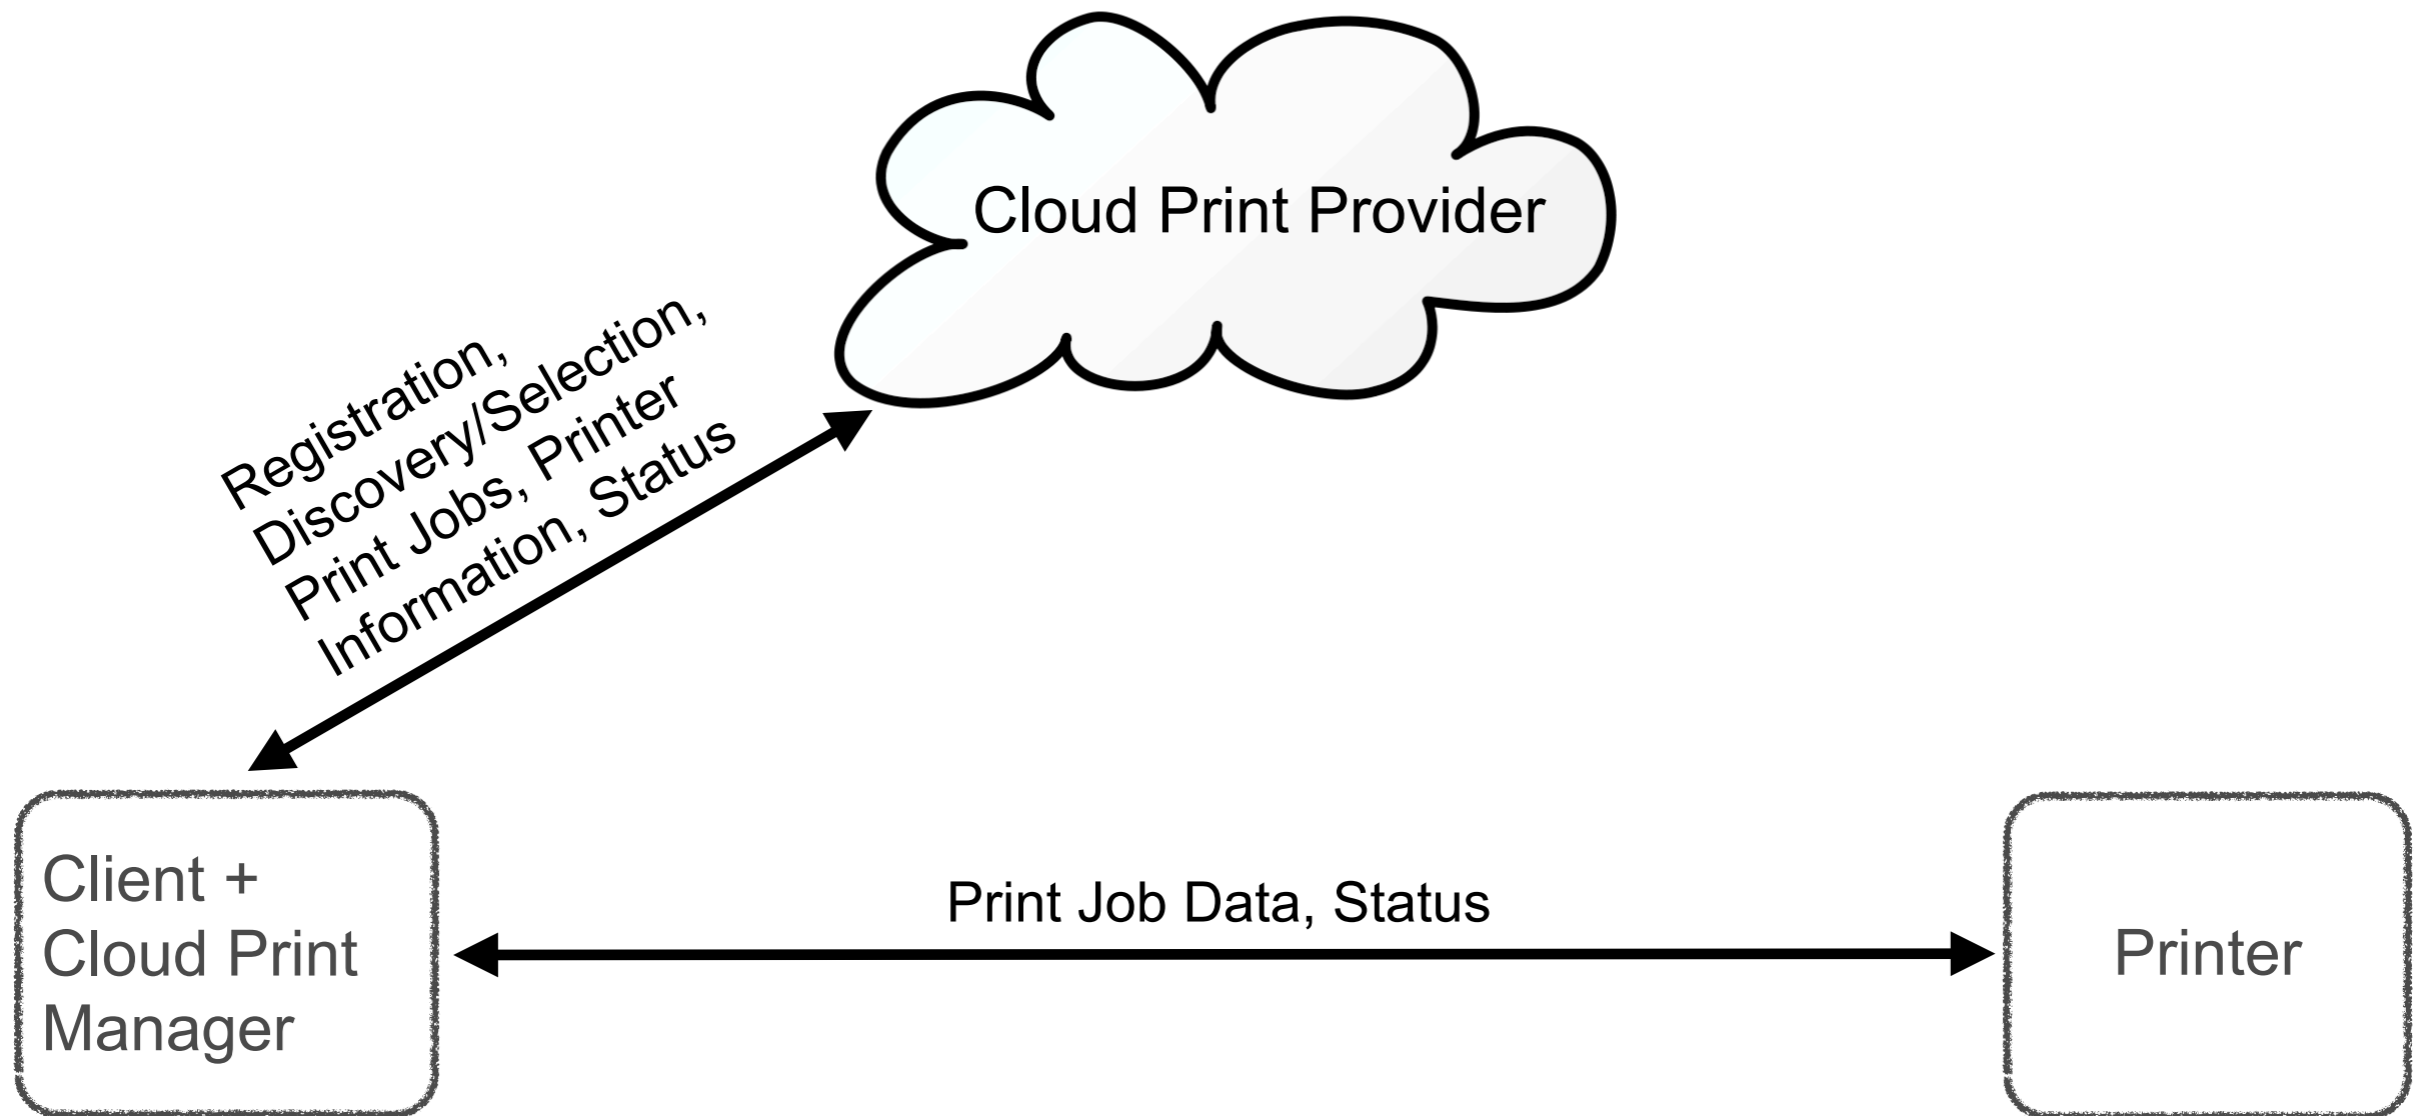 Cloud Print Provider
Registration,
Discovery/Selection,
Print Jobs, Printer
Information, Status
Client +
Cloud Print
Manager
Print Job Data, Status
Printer